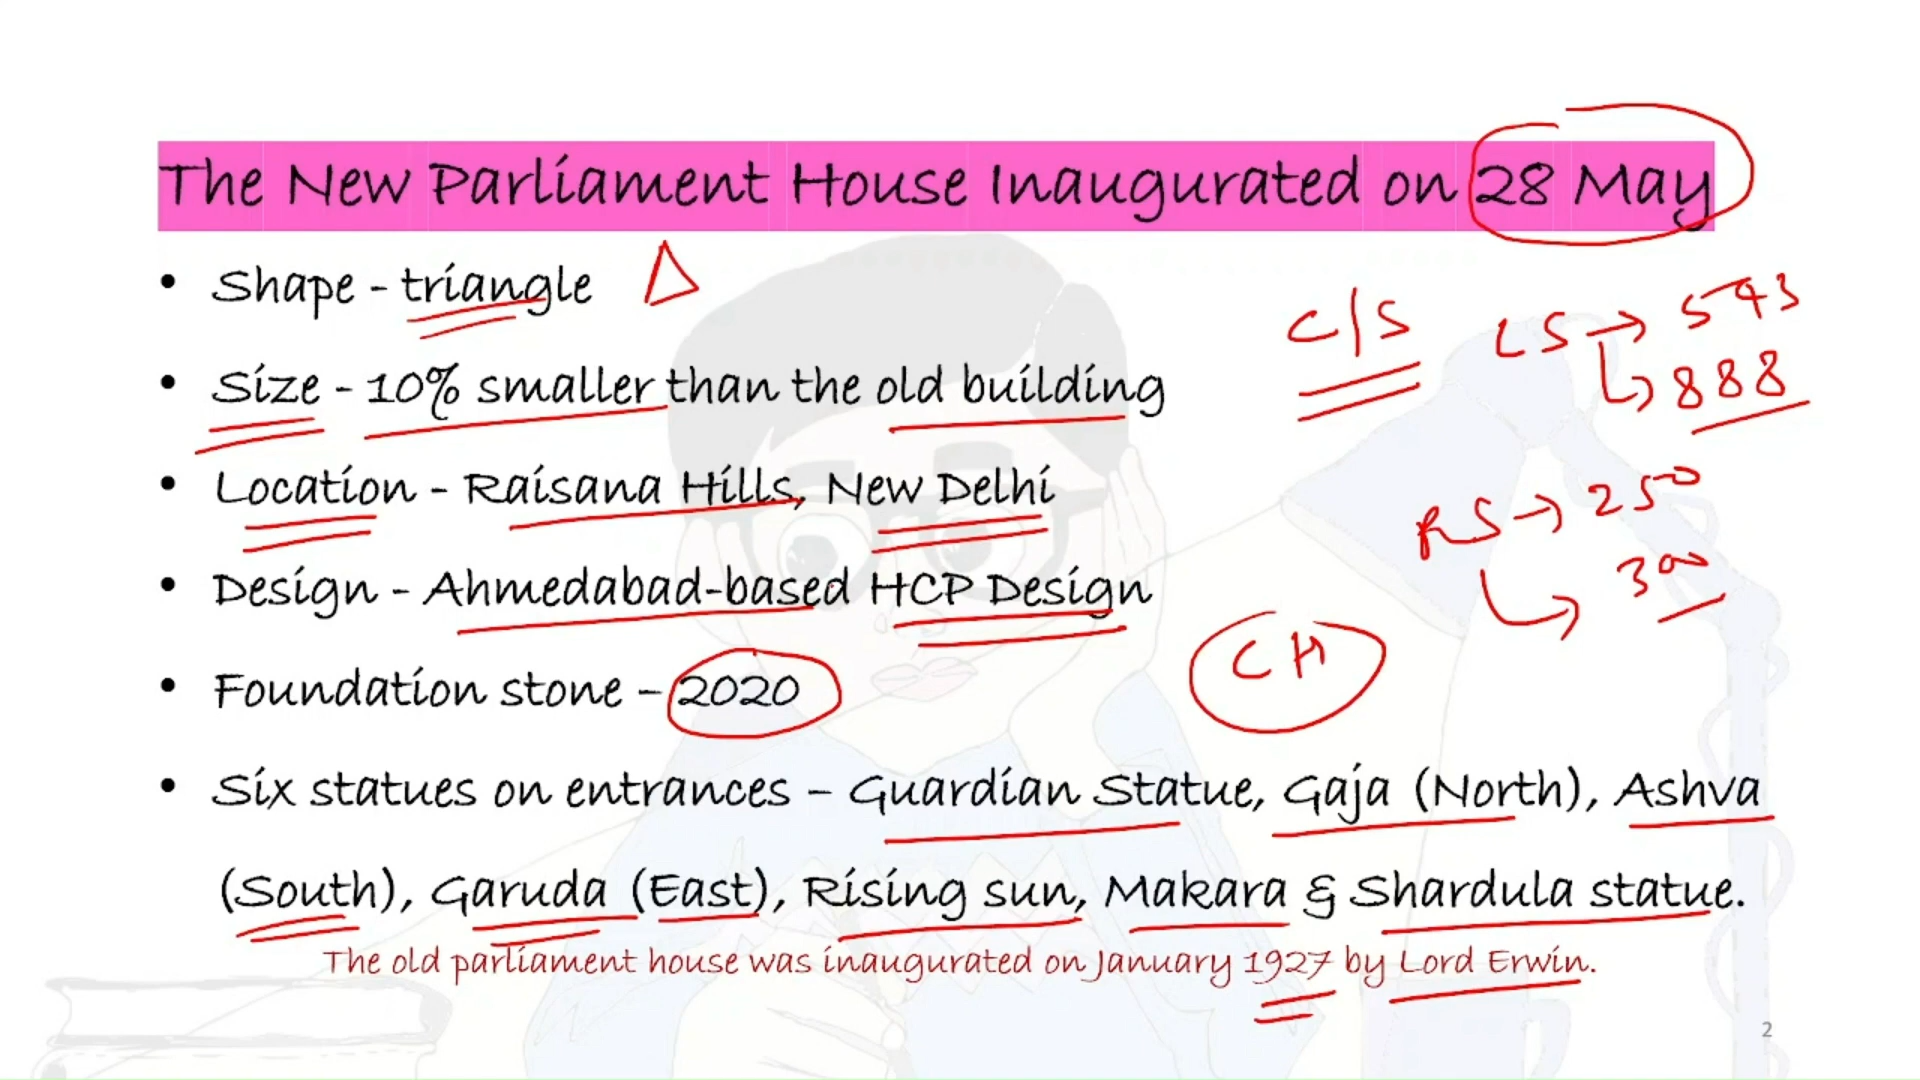 The New Parliament House Inaugurated on 28 May
• Shape - triangle
C/S
LS → 543
↳ 888
• Size - 10% smaller than the old building
• Location - Raisana Hills, New Delhi
RS → 250
↳ 300
• Design - Ahmedabad-based HCP Design
CH
• Foundation stone – 2020
• Six statues on entrances – Guardian Statue, Gaja (North), Ashva
(South), Garuda (East), Rising sun, Makara & Shardula statue.
The old parliament house was inaugurated on January 1927 by Lord Erwin.
2